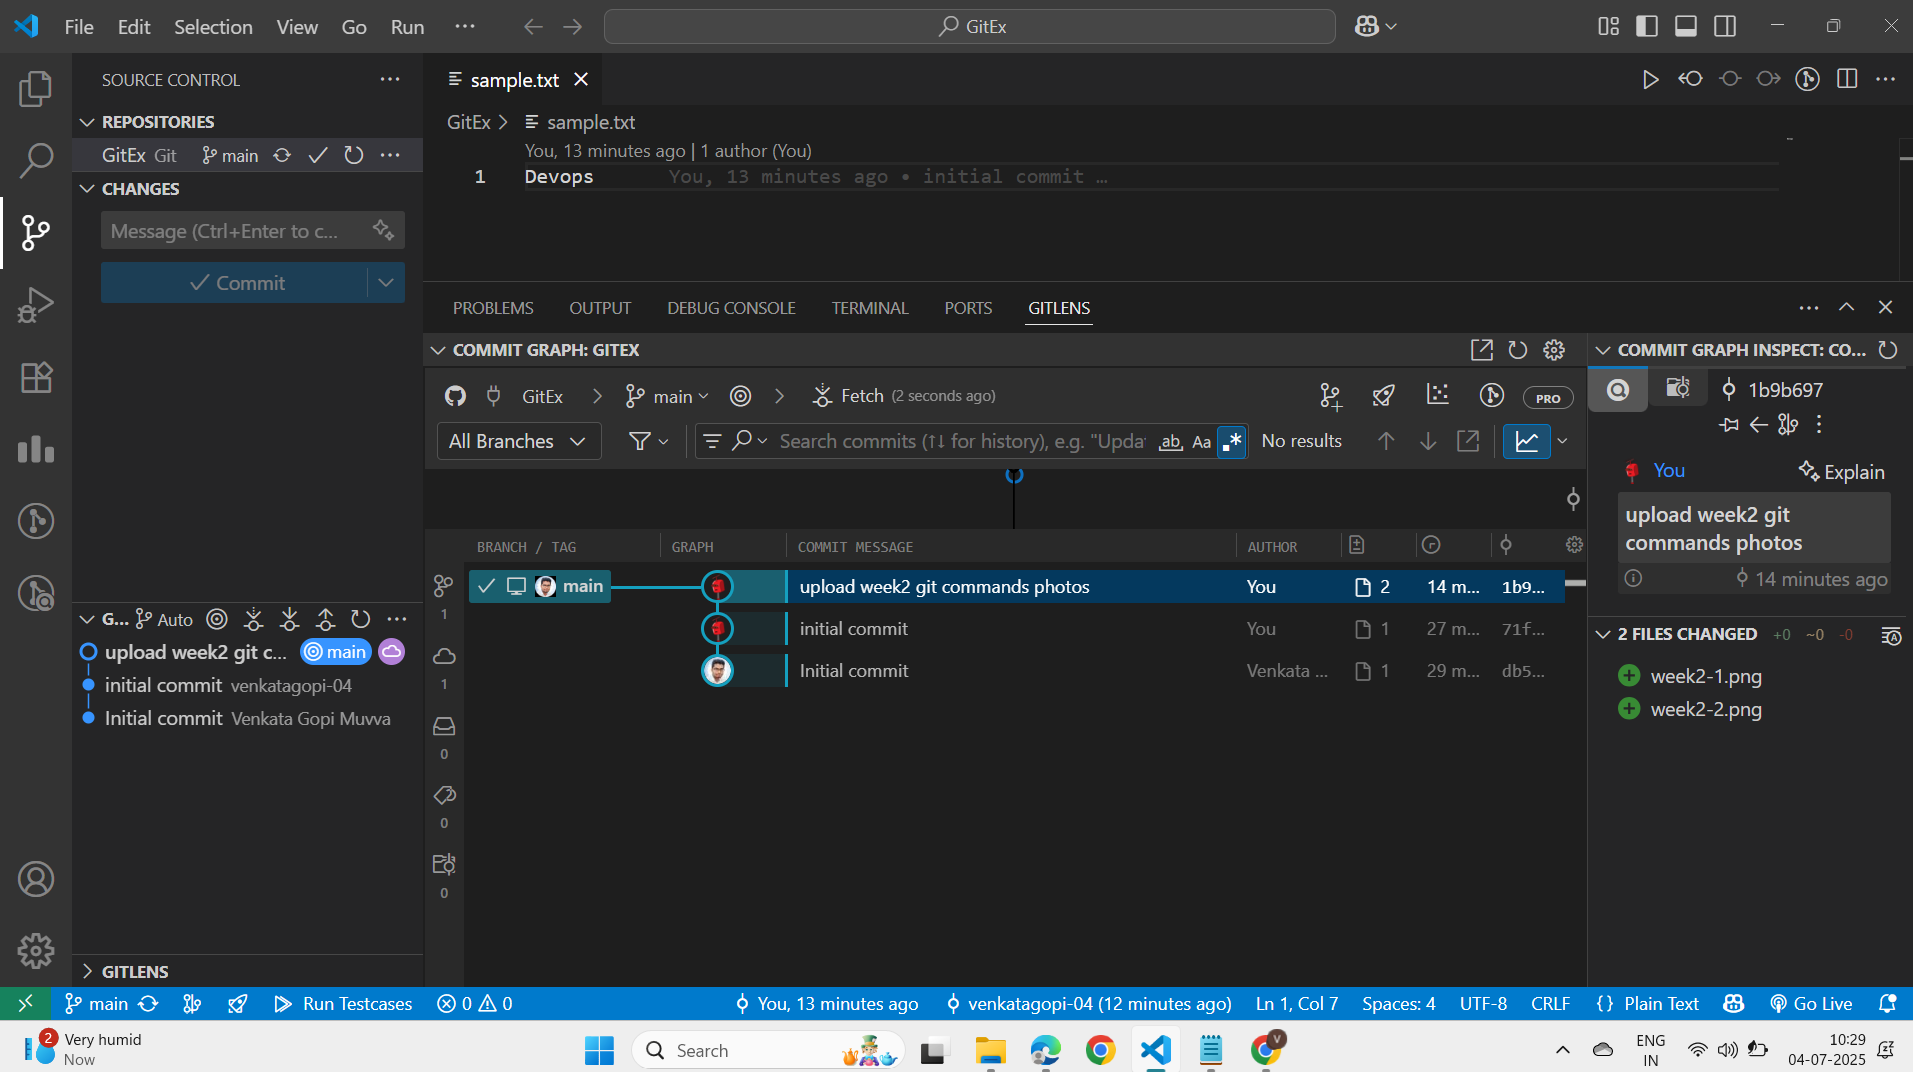 File Edit Selection View Go Run ···
GitEx
SOURCE CONTROL
REPOSITORIES
GitEx Git main
CHANGES
Message (Ctrl+Enter to c...
Commit
G... Auto
upload week2 git c... main
initial commit venkatagopi-04
Initial commit Venkata Gopi Muvva
GITLENS
sample.txt
GitEx > sample.txt
You, 13 minutes ago | 1 author (You)
1 Devops You, 13 minutes ago • initial commit …
PROBLEMS OUTPUT DEBUG CONSOLE TERMINAL PORTS GITLENS
COMMIT GRAPH: GITEX
GitEx > main > Fetch (2 seconds ago) PRO
All Branches Search commits (↑↓ for history), e.g. "Upda ab Aa .* No results
BRANCH / TAG GRAPH COMMIT MESSAGE AUTHOR
main upload week2 git commands photos You 2 14 m... 1b9...
initial commit You 1 27 m... 71f...
Initial commit Venkata ... 1 29 m... db5...
1
1
0
0
0
COMMIT GRAPH INSPECT: CO...
1b9b697
You Explain
upload week2 git
commands photos
14 minutes ago
2 FILES CHANGED +0 ~0 -0
week2-1.png
week2-2.png
main Run Testcases 0 0 You, 13 minutes ago venkatagopi-04 (12 minutes ago) Ln 1, Col 7 Spaces: 4 UTF-8 CRLF {} Plain Text Go Live
2 Very humid
Now
Search
V
ENG
IN
10:29
04-07-2025